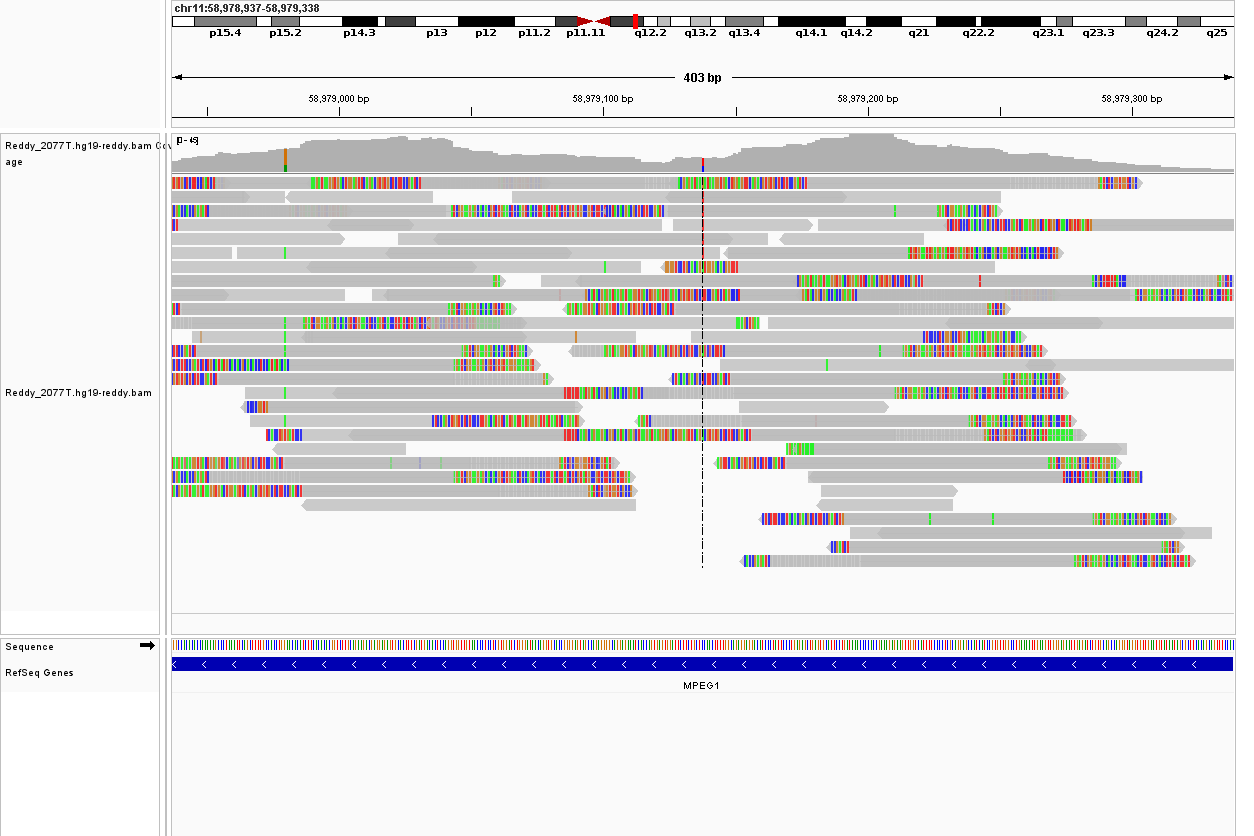 chr11:58,978,937-58,979,338
p15.4 p15.2 p14.3 p13 p12 p11.2 p11.11 q12.2 q13.2 q13.4 q14.1 q14.2 q21 q22.2 q23.1 q23.3 q24.2 q25
403 bp
58,979,000 bp 58,979,100 bp 58,979,200 bp 58,979,300 bp
Reddy_2077T.hg19-reddy.bam Cov
age
[0 - 45]
Reddy_2077T.hg19-reddy.bam
Sequence
RefSeq Genes
MPEG1